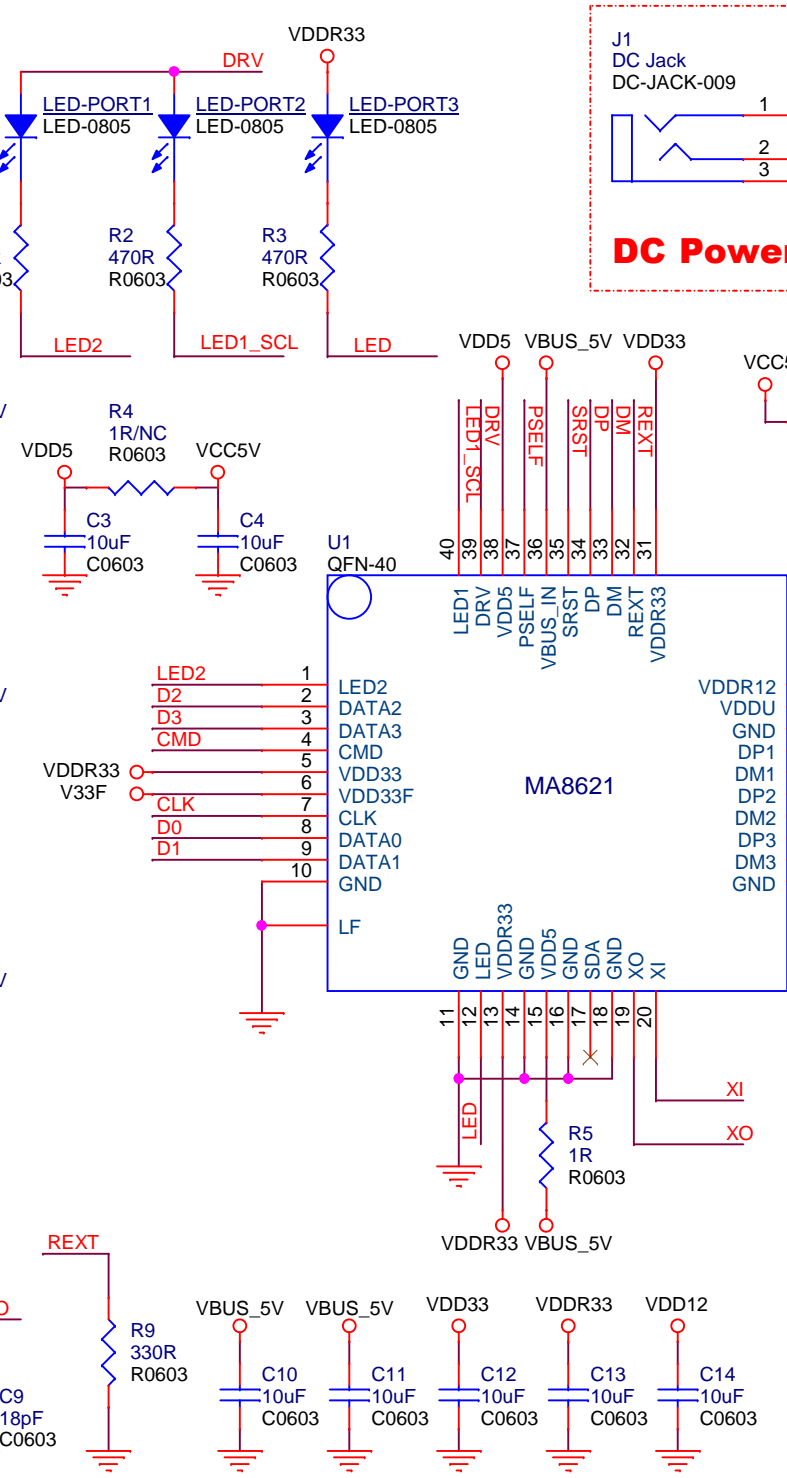 VDDR33
DRV
LED-PORT1
LED-0805
LED-PORT2
LED-0805
LED-PORT3
LED-0805
R2
470R
R0603
R3
470R
R0603
LED2
LED1_SCL
LED
J1
DC Jack
DC-JACK-009
1
2
3
DC Power
VDD5
VBUS_5V
VDD33
R4
1R/NC
R0603
VDD5
VCC5V
C3
10uF
C0603
C4
10uF
C0603
LED1_SCL
DRV
PSELF
SRST
DP
DM
REXT
U1
QFN-40
40
39
38
37
36
35
34
33
32
31
LED1
DRV
VDD5
PSELF
VBUS_IN
SRST
DP
DM
REXT
VDDR33
LED2
D2
D3
CMD
VDDR33
V33F
CLK
D0
D1
1
2
3
4
5
6
7
8
9
10
LED2
DATA2
DATA3
CMD
VDD33
VDD33F
CLK
DATA0
DATA1
GND
LF
MA8621
VDDR12
VDDU
GND
DP1
DM1
DP2
DM2
DP3
DM3
GND
GND
LED
VDDR33
GND
VDD5
GND
SDA
GND
XO
XI
11
12
13
14
15
16
17
18
19
20
LED
XI
XO
R5
1R
R0603
VDDR33
VBUS_5V
REXT
R9
330R
R0603
C9
18pF
C0603
VBUS_5V
C10
10uF
C0603
VBUS_5V
C11
10uF
C0603
VDD33
C12
10uF
C0603
VDDR33
C13
10uF
C0603
VDD12
C14
10uF
C0603